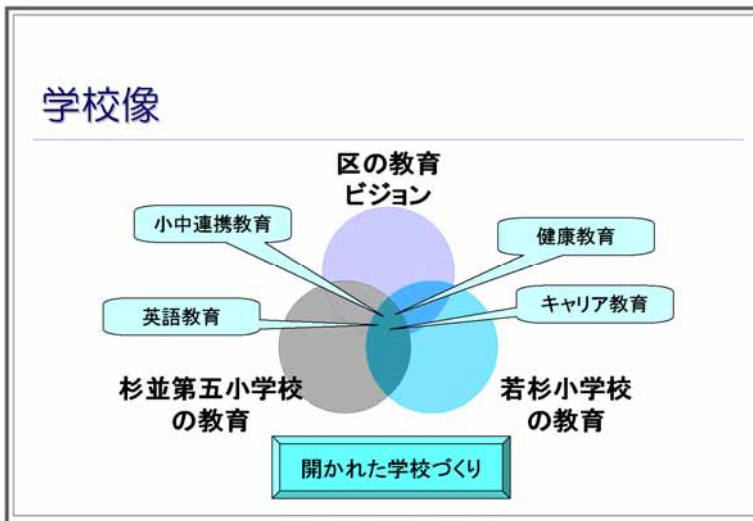 学校像
区の教育
ビジョン
小中連携教育
健康教育
英語教育
キャリア教育
杉並第五小学校
の教育
若杉小学校
の教育
開かれた学校づくり